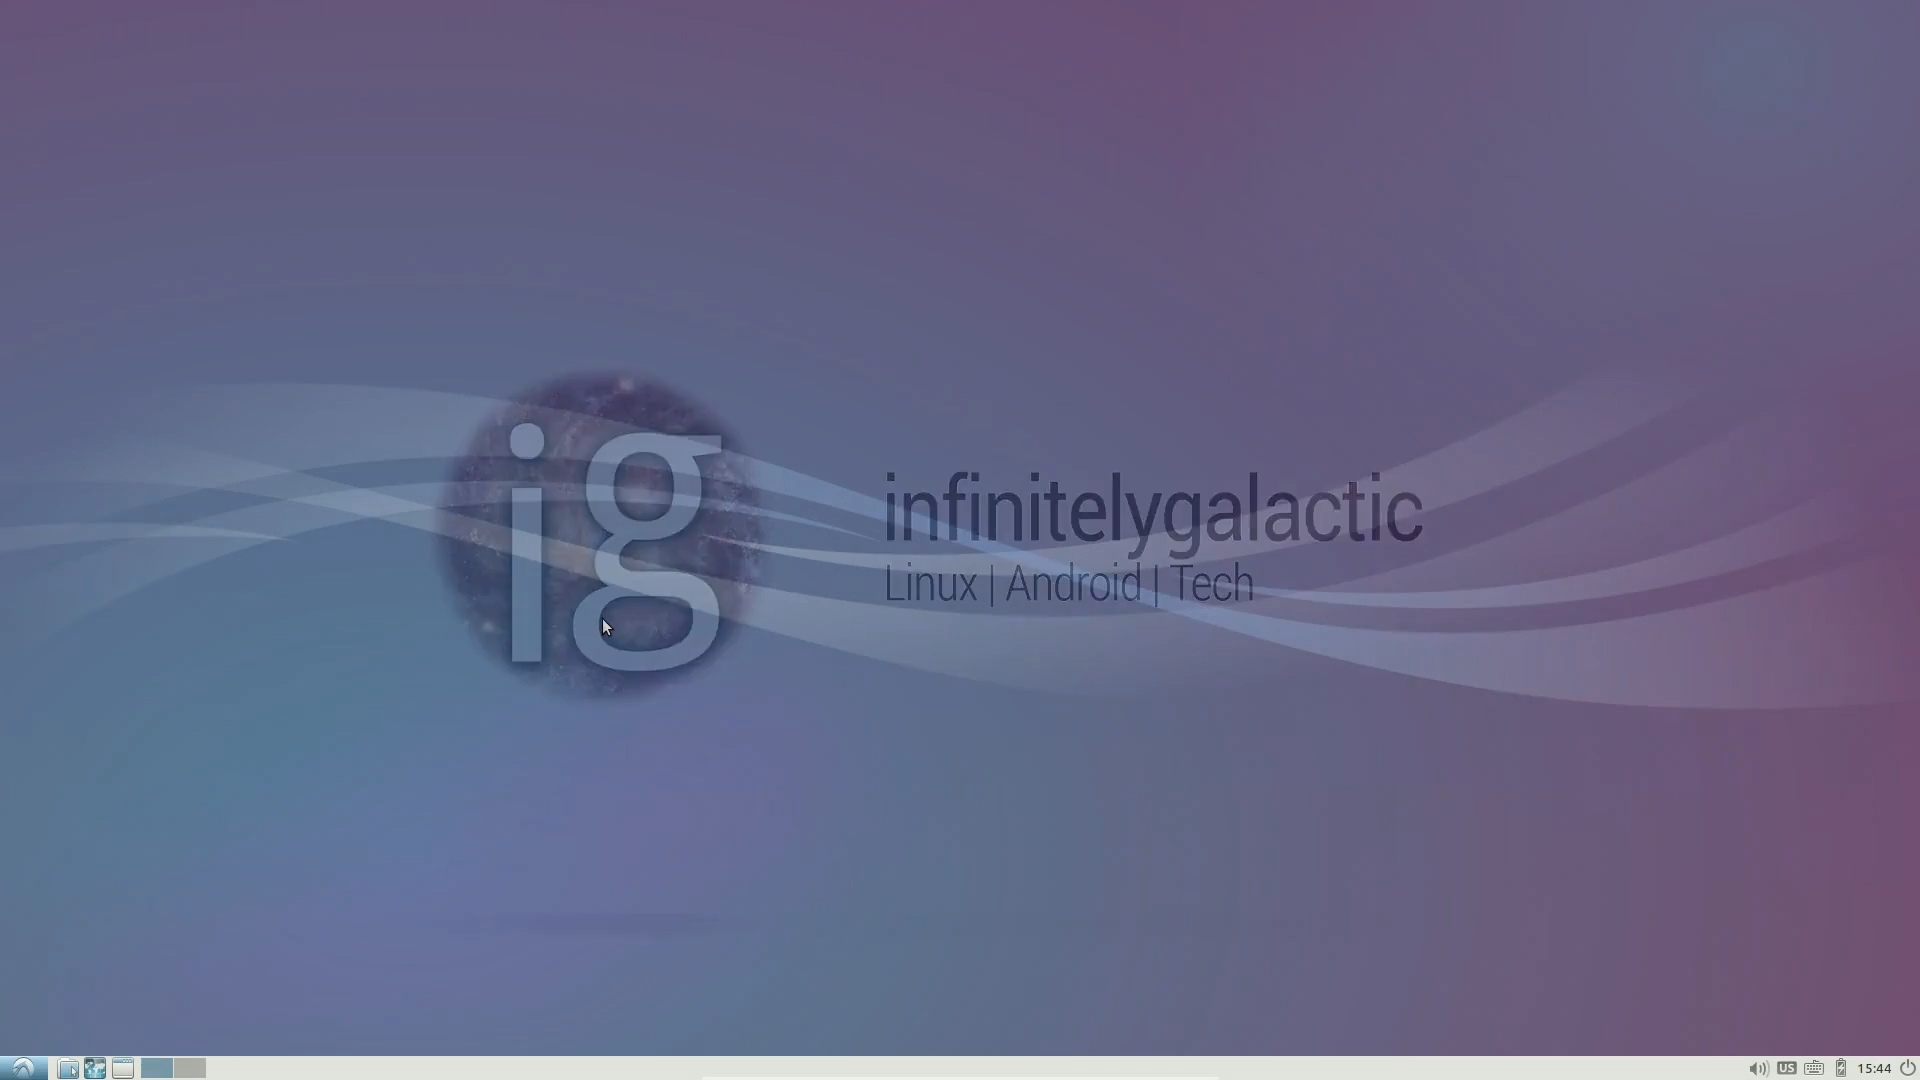 ig
infinitelygalactic
Linux | Android | Tech
US
15:44